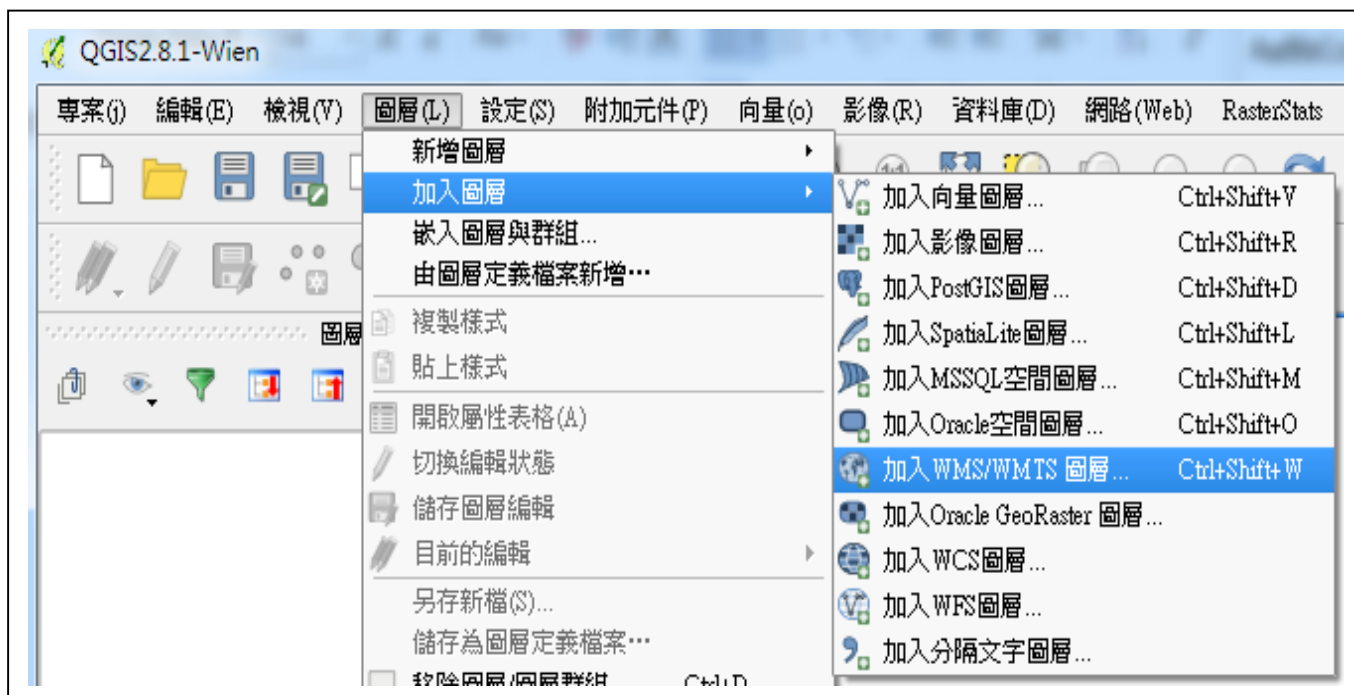 QGIS2.8.1-Wien
專案(j) 編輯(E) 檢視(V) 圖層(L) 設定(S) 附加元件(P) 向量(o) 影像(R) 資料庫(D) 網路(Web) RasterStats
新增圖層
加入圖層
嵌入圖層與群組...
由圖層定義檔案新增…
複製樣式
貼上樣式
開啟屬性表格(A)
切換編輯狀態
儲存圖層編輯
目前的編輯
另存新檔(S)...
儲存為圖層定義檔案…
移除圖層/圖層群組 Ctrl+D
加入向量圖層... Ctrl+Shift+V
加入影像圖層... Ctrl+Shift+R
加入PostGIS圖層... Ctrl+Shift+D
加入SpatiaLite圖層... Ctrl+Shift+L
加入MSSQL空間圖層... Ctrl+Shift+M
加入Oracle空間圖層... Ctrl+Shift+O
加入WMS/WMTS 圖層... Ctrl+Shift+W
加入Oracle GeoRaster 圖層...
加入WCS圖層...
加入WFS圖層...
加入分隔文字圖層...
圖層